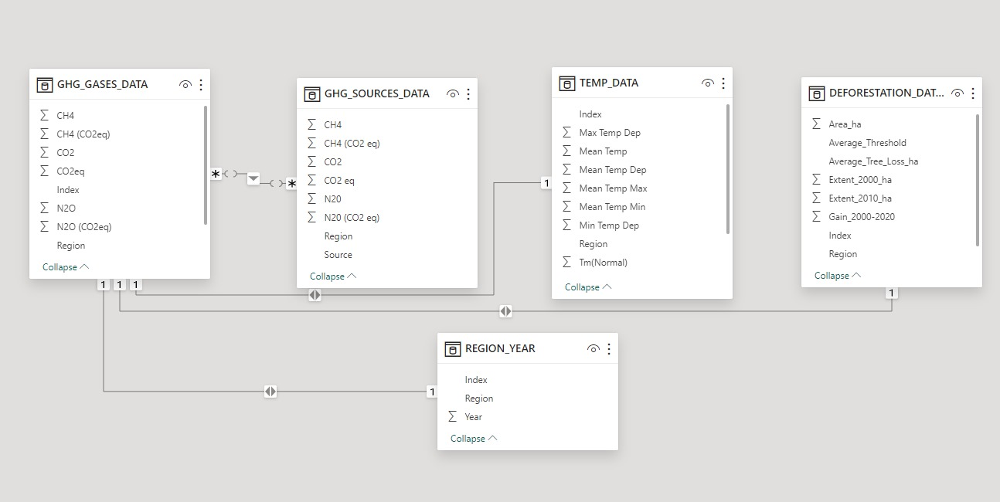 GHG_GASES_DATA
CH4
CH4 (CO2eq)
CO2
CO2eq
Index
N2O
N2O (CO2eq)
Region
Collapse
GHG_SOURCES_DATA
CH4
CH4 (CO2 eq)
CO2
CO2 eq
N20
N20 (CO2 eq)
Region
Source
Collapse
TEMP_DATA
Index
Max Temp Dep
Mean Temp
Mean Temp Dep
Mean Temp Max
Mean Temp Min
Min Temp Dep
Region
Tm(Normal)
Collapse
DEFORESTATION_DAT...
Area_ha
Average_Threshold
Average_Tree_Loss_ha
Extent_2000_ha
Extent_2010_ha
Gain_2000-2020
Index
Region
Collapse
* *
1
1 1 1
1
REGION_YEAR
Index
Region
Year
Collapse
1